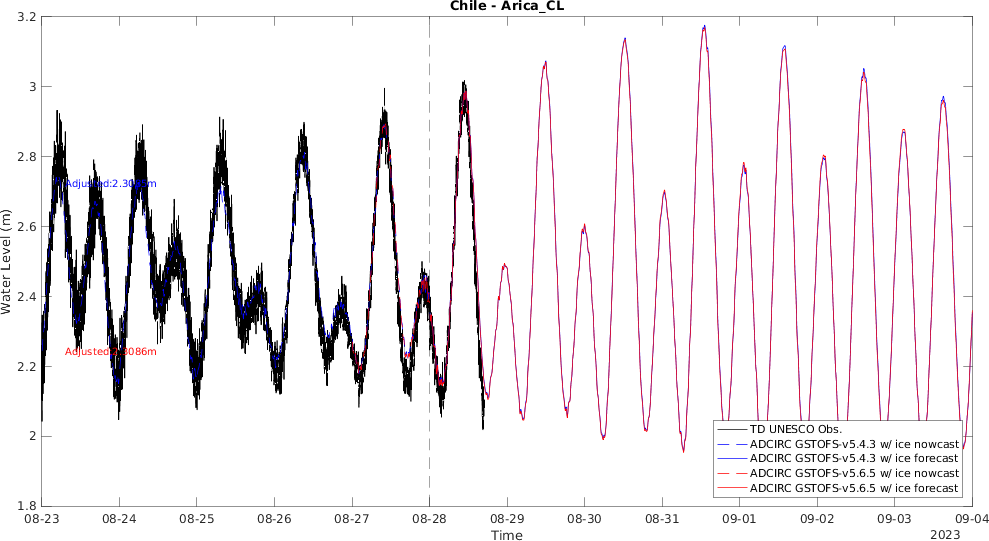 Chile - Arica_CL
3.2
3
2.8
2.6
2.4
2.2
2
1.8
Water Level (m)
Adjusted:2.3086m
TD UNESCO Obs.
ADCIRC GSTOFS-v5.4.3 w/ ice nowcast
ADCIRC GSTOFS-v5.4.3 w/ ice forecast
ADCIRC GSTOFS-v5.6.5 w/ ice nowcast
ADCIRC GSTOFS-v5.6.5 w/ ice forecast
08-23 08-24 08-25 08-26 08-27 08-28 08-29 08-30 08-31 09-01 09-02 09-03 09-04
Time
2023